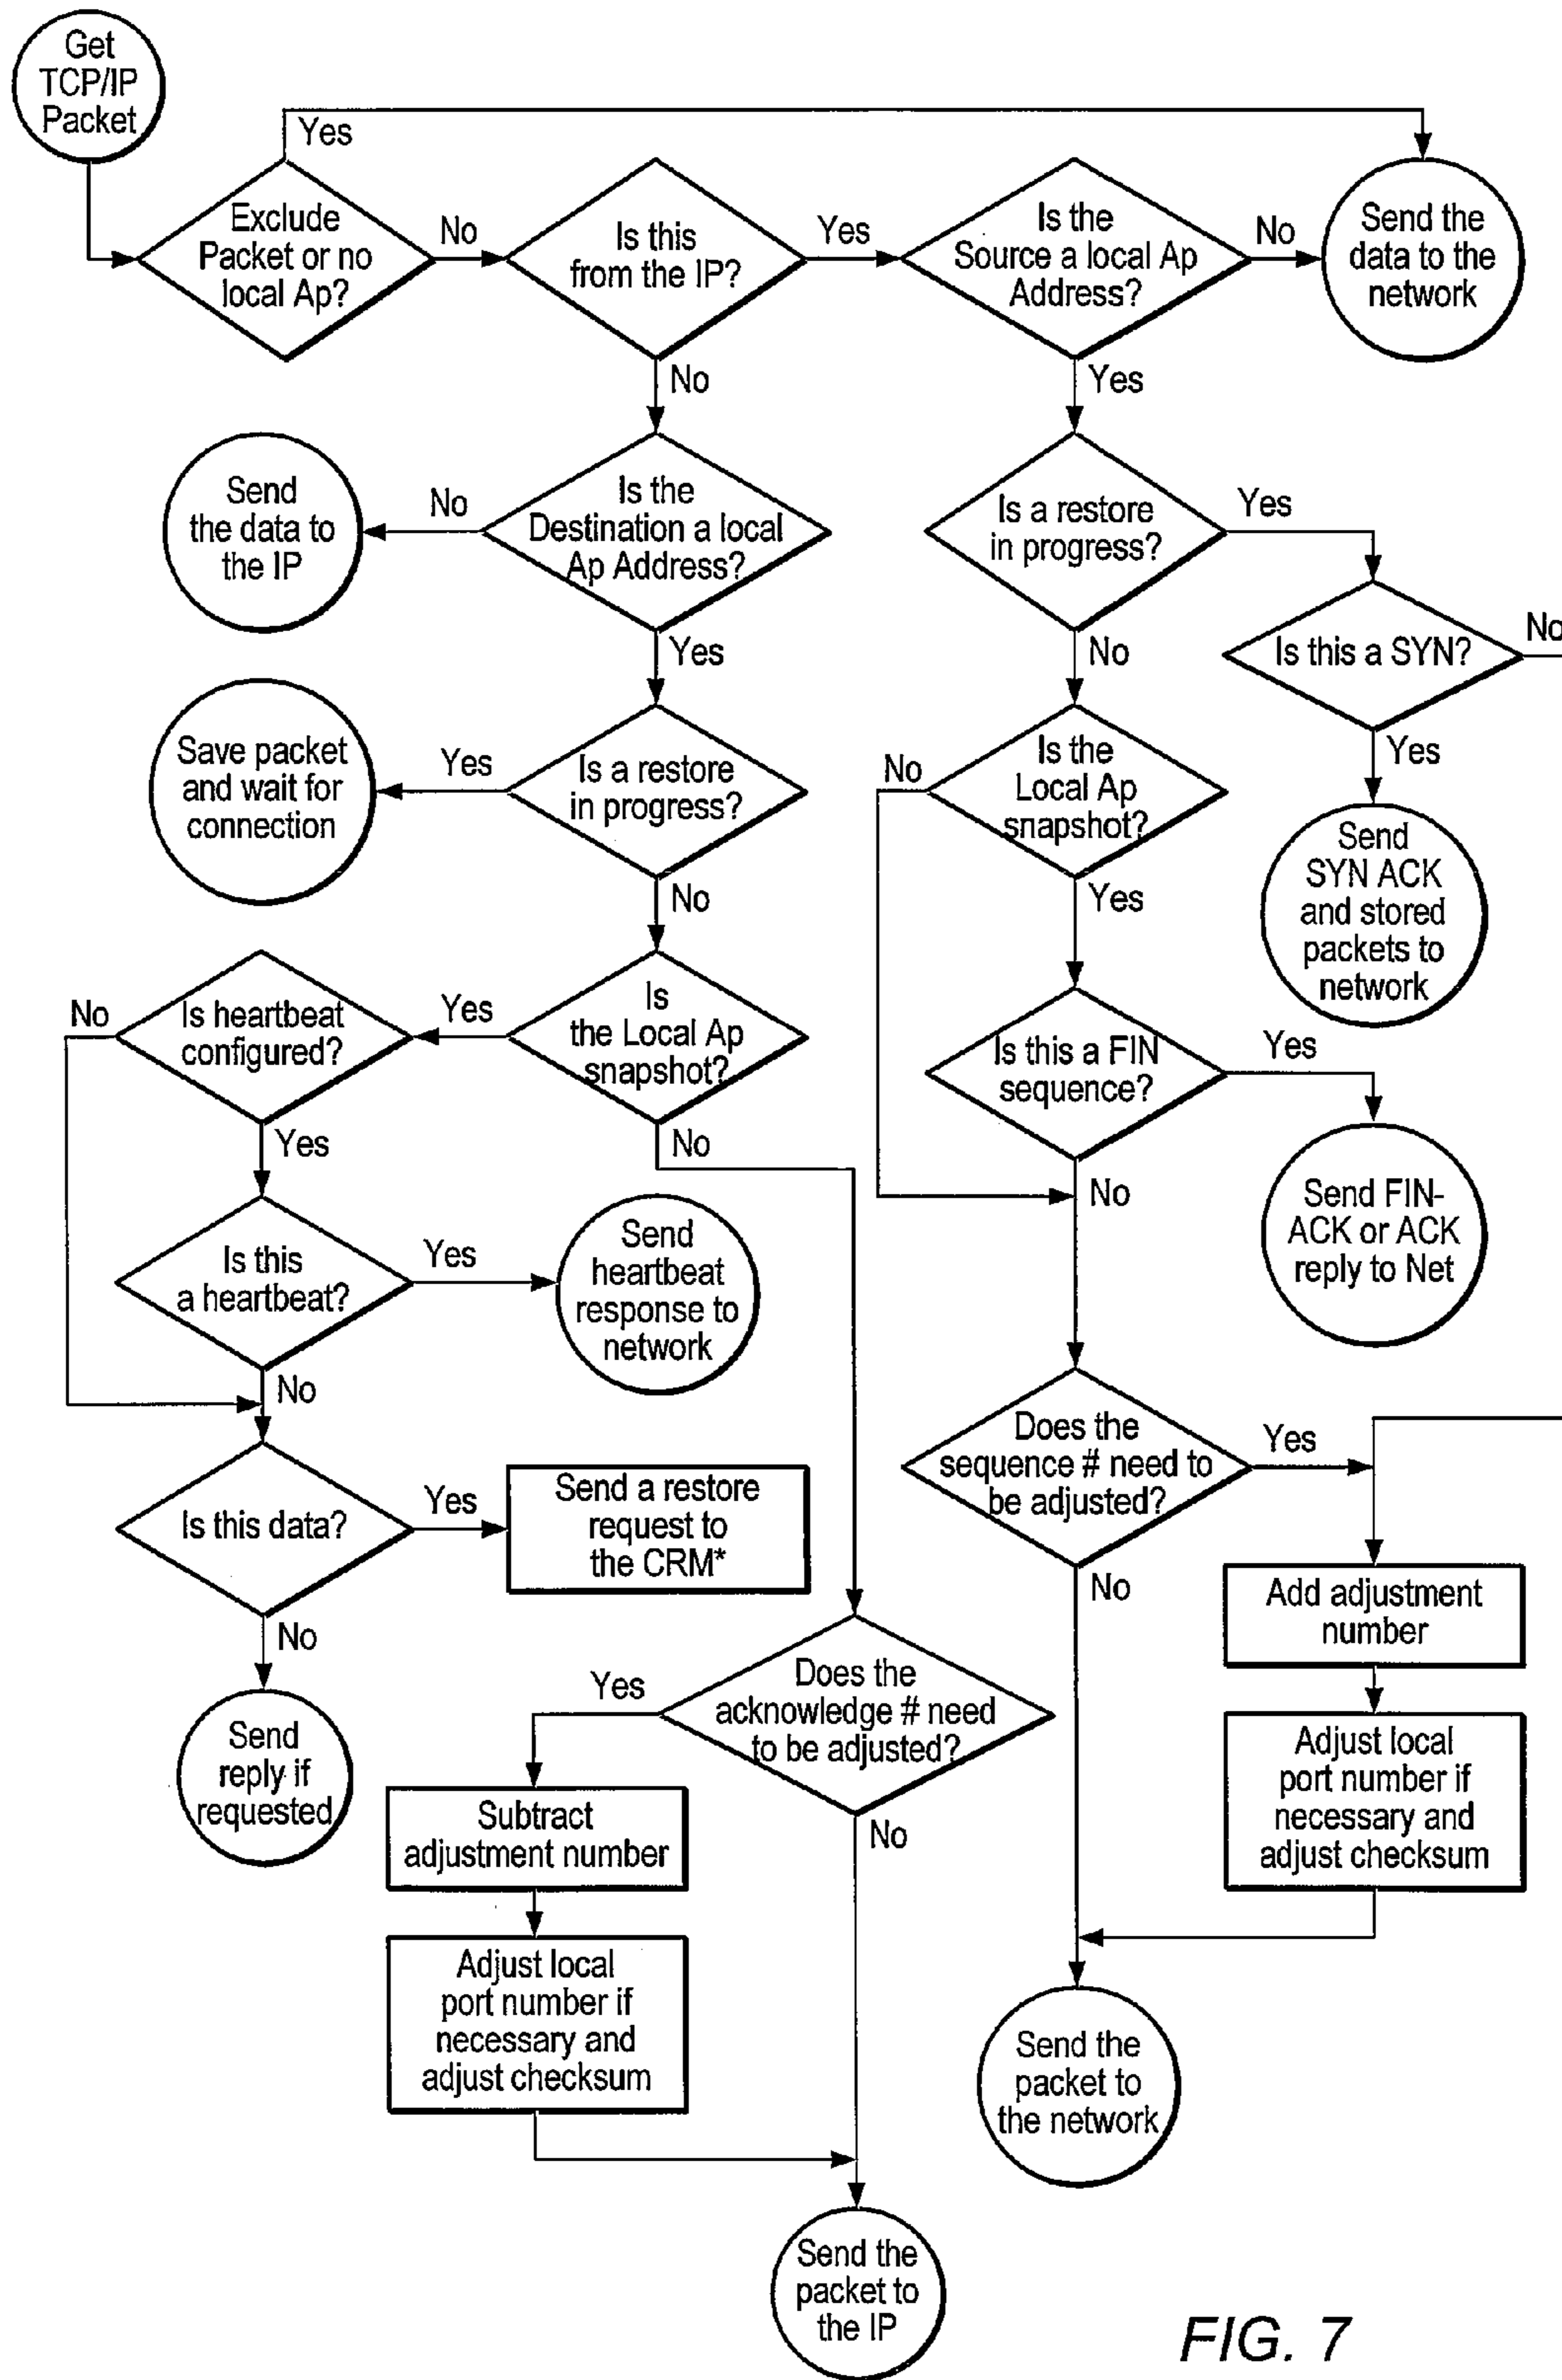 Get
TCP/IP
Packet
Yes
Exclude
Packet or no
local Ap?
No
Is this
from the IP?
Yes
Is the
Source a local Ap
Address?
No
Send the
data to the
network
No
Yes
Send
the data to
the IP
No
Is the
Destination a local
Ap Address?
Is a restore
in progress?
Yes
Is this a SYN?
No
Yes
No
Save packet
and wait for
connection
Yes
Is a restore
in progress?
No
Is the
Local Ap
snapshot?
Yes
Send
SYN ACK
and stored
packets to
network
No
Yes
No
Is heartbeat
configured?
Yes
Is
the Local Ap
snapshot?
Is this a FIN
sequence?
Yes
Yes
No
No
Send FIN-
ACK or ACK
reply to Net
Is this
a heartbeat?
Yes
Send
heartbeat
response to
network
No
Does the
sequence # need to
be adjusted?
Yes
Is this data?
Yes
Send a restore
request to
the CRM*
No
Add adjustment
number
No
Send
reply if
requested
Yes
Does the
acknowledge # need
to be adjusted?
Adjust local
port number if
necessary and
adjust checksum
Subtract
adjustment number
No
Adjust local
port number if
necessary and
adjust checksum
Send the
packet to
the network
Send the
packet to
the IP
FIG. 7